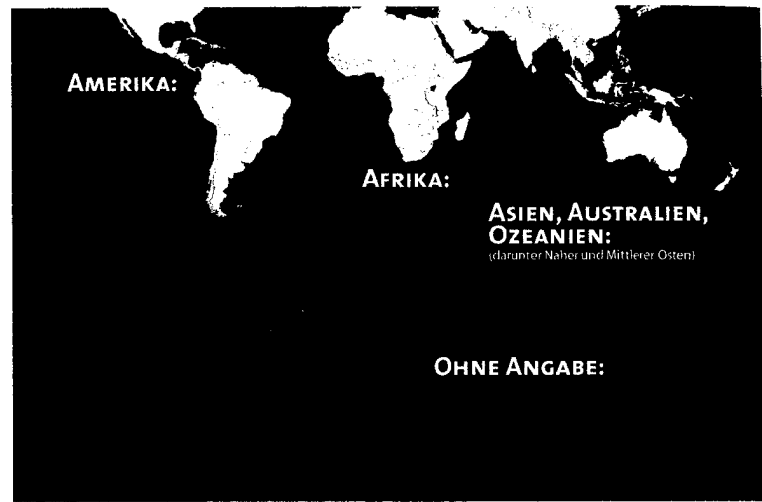 AMERIKA:
AFRIKA:
ASIEN, AUSTRALIEN,
OZEANIEN:
(darunter Naher und Mittlerer Osten)
OHNE ANGABE: